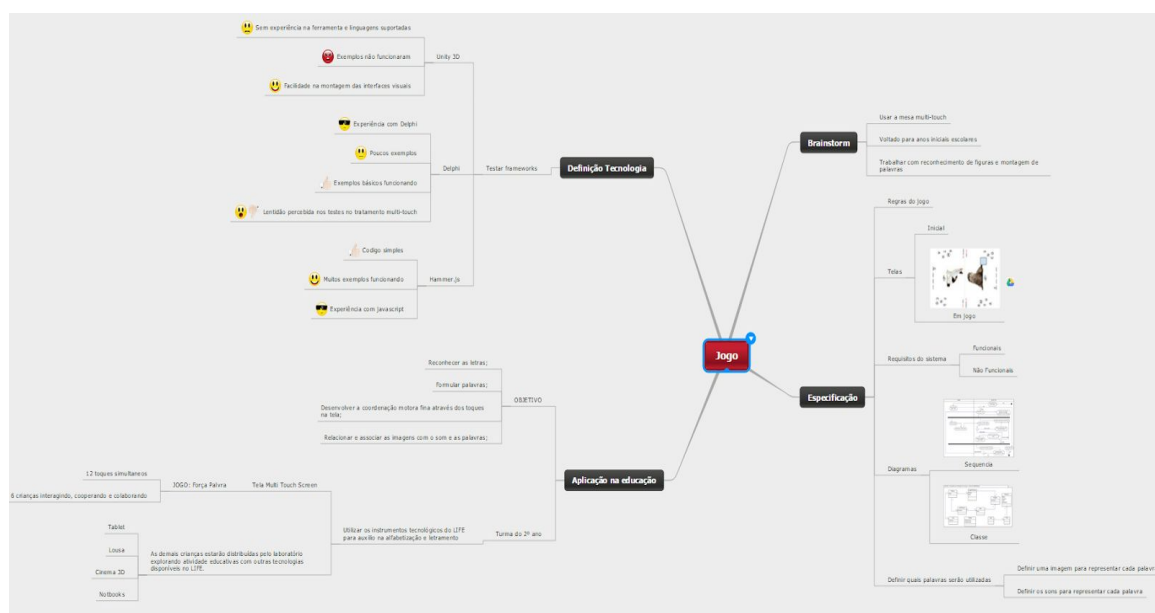 Jogo
Definição Tecnologia
Testar frameworks
Unity 3D
Sem experiência na ferramenta e linguagens suportadas
Exemplos não funcionaram
Facilidade na montagem das interfaces visuais
Delphi
Experiência com Delphi
Poucos exemplos
Exemplos básicos funcionando
Lentidão percebida nos testes no tratamento multi-touch
Hammer.js
Codigo simples
Muitos exemplos funcionando
Experiência com javascript
Aplicação na educação
OBJETIVO
Reconhecer as letras;
Formular palavras;
Desenvolver a coordenação motora fina através dos toques
na tela;
Relacionar e associar as imagens com o som e as palavras;
Turma do 2º ano
Utilizar os instrumentos tecnológicos do LIFE
para auxilio na alfabetização e letramento
Tela Multi Touch Screen
JOGO: Força Palvra
12 toques simultaneos
6 crianças interagindo, cooperando e colaborando
As demais crianças estarão distribuídas pelo laboratório
explorando atividade educativas com outras tecnologias
disponíveis no LIFE.
Tablet
Lousa
Cinema 3D
Notbooks
Brainstorm
Usar a mesa multi-touch
Voltado para anos iniciais escolares
Trabalhar com reconhecimento de figuras e montagem de
palavras
Especificação
Regras do jogo
Telas
Inicial
Em jogo
Requisitos do sistema
Funcionais
Não Funcionais
Diagramas
Sequencia
Classe
Definir quais palavras serão utilizadas
Definir uma imagem para representar cada palavra
Definir os sons para representar cada palavra